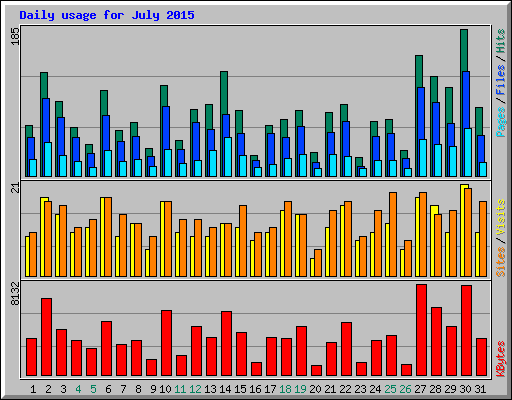 Daily usage for July 2015
185
Pages / Files / Hits
21
Sites / Visits
8132
KBytes
1 2 3 4 5 6 7 8 9 10 11 12 13 14 15 16 17 18 19 20 21 22 23 24 25 26 27 28 29 30 31